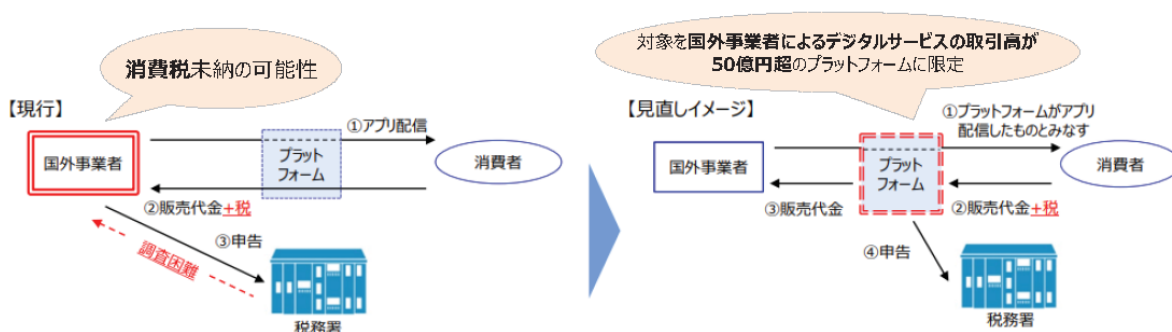 消費税未納の可能性
【現行】
国外事業者
①アプリ配信
プラット
フォーム
消費者
②販売代金+税
③申告
調査困難
税務署
対象を国外事業者によるデジタルサービスの取引高が
50億円超のプラットフォームに限定
【見直しイメージ】
①プラットフォームがアプリ
配信したものとみなす
国外事業者
プラット
フォーム
消費者
③販売代金
②販売代金+税
④申告
税務署